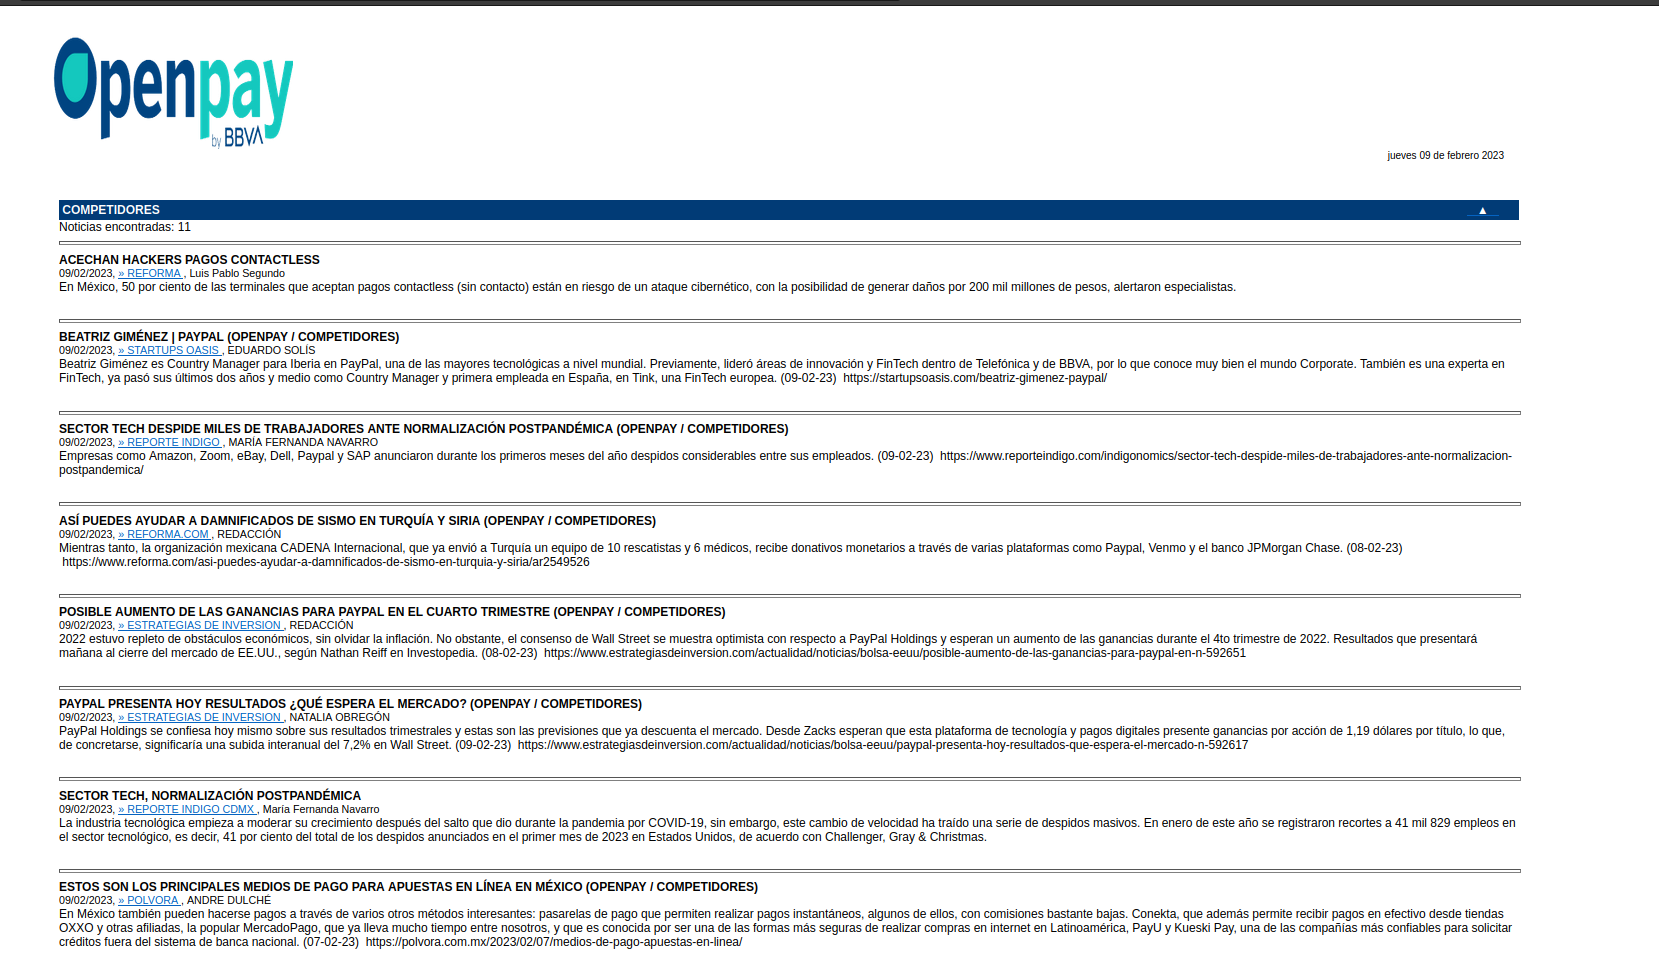 Openpay
by BBVA
jueves 09 de febrero 2023
COMPETIDORES ▲
Noticias encontradas: 11
ACECHAN HACKERS PAGOS CONTACTLESS
09/02/2023, » REFORMA , Luis Pablo Segundo
En México, 50 por ciento de las terminales que aceptan pagos contactless (sin contacto) están en riesgo de un ataque cibernético, con la posibilidad de generar daños por 200 mil millones de pesos, alertaron especialistas.
BEATRIZ GIMÉNEZ | PAYPAL (OPENPAY / COMPETIDORES)
09/02/2023, » STARTUPS OASIS , EDUARDO SOLÍS
Beatriz Giménez es Country Manager para Iberia en PayPal, una de las mayores tecnológicas a nivel mundial. Previamente, lideró áreas de innovación y FinTech dentro de Telefónica y de BBVA, por lo que conoce muy bien el mundo Corporate. También es una experta en
FinTech, ya pasó sus últimos dos años y medio como Country Manager y primera empleada en España, en Tink, una FinTech europea. (09-02-23)  https://startupsoasis.com/beatriz-gimenez-paypal/
SECTOR TECH DESPIDE MILES DE TRABAJADORES ANTE NORMALIZACIÓN POSTPANDÉMICA (OPENPAY / COMPETIDORES)
09/02/2023, » REPORTE INDIGO , MARÍA FERNANDA NAVARRO
Empresas como Amazon, Zoom, eBay, Dell, Paypal y SAP anunciaron durante los primeros meses del año despidos considerables entre sus empleados. (09-02-23)  https://www.reporteindigo.com/indigonomics/sector-tech-despide-miles-de-trabajadores-ante-normalizacion-
postpandemica/
ASÍ PUEDES AYUDAR A DAMNIFICADOS DE SISMO EN TURQUÍA Y SIRIA (OPENPAY / COMPETIDORES)
09/02/2023, » REFORMA.COM , REDACCIÓN
Mientras tanto, la organización mexicana CADENA Internacional, que ya envió a Turquía un equipo de 10 rescatistas y 6 médicos, recibe donativos monetarios a través de varias plataformas como Paypal, Venmo y el banco JPMorgan Chase. (08-02-23)
https://www.reforma.com/asi-puedes-ayudar-a-damnificados-de-sismo-en-turquia-y-siria/ar2549526
POSIBLE AUMENTO DE LAS GANANCIAS PARA PAYPAL EN EL CUARTO TRIMESTRE (OPENPAY / COMPETIDORES)
09/02/2023, » ESTRATEGIAS DE INVERSION , REDACCIÓN
2022 estuvo repleto de obstáculos económicos, sin olvidar la inflación. No obstante, el consenso de Wall Street se muestra optimista con respecto a PayPal Holdings y esperan un aumento de las ganancias durante el 4to trimestre de 2022. Resultados que presentará
mañana al cierre del mercado de EE.UU., según Nathan Reiff en Investopedia. (08-02-23)  https://www.estrategiasdeinversion.com/actualidad/noticias/bolsa-eeuu/posible-aumento-de-las-ganancias-para-paypal-en-n-592651
PAYPAL PRESENTA HOY RESULTADOS ¿QUÉ ESPERA EL MERCADO? (OPENPAY / COMPETIDORES)
09/02/2023, » ESTRATEGIAS DE INVERSION , NATALIA OBREGÓN
PayPal Holdings se confiesa hoy mismo sobre sus resultados trimestrales y estas son las previsiones que ya descuenta el mercado. Desde Zacks esperan que esta plataforma de tecnología y pagos digitales presente ganancias por acción de 1,19 dólares por título, lo que,
de concretarse, significaría una subida interanual del 7,2% en Wall Street. (09-02-23)  https://www.estrategiasdeinversion.com/actualidad/noticias/bolsa-eeuu/paypal-presenta-hoy-resultados-que-espera-el-mercado-n-592617
SECTOR TECH, NORMALIZACIÓN POSTPANDÉMICA
09/02/2023, » REPORTE INDIGO CDMX , María Fernanda Navarro
La industria tecnológica empieza a moderar su crecimiento después del salto que dio durante la pandemia por COVID-19, sin embargo, este cambio de velocidad ha traído una serie de despidos masivos. En enero de este año se registraron recortes a 41 mil 829 empleos en
el sector tecnológico, es decir, 41 por ciento del total de los despidos anunciados en el primer mes de 2023 en Estados Unidos, de acuerdo con Challenger, Gray & Christmas.
ESTOS SON LOS PRINCIPALES MEDIOS DE PAGO PARA APUESTAS EN LÍNEA EN MÉXICO (OPENPAY / COMPETIDORES)
09/02/2023, » POLVORA , ANDRE DULCHÉ
En México también pueden hacerse pagos a través de varios otros métodos interesantes: pasarelas de pago que permiten realizar pagos instantáneos, algunos de ellos, con comisiones bastante bajas. Conekta, que además permite recibir pagos en efectivo desde tiendas
OXXO y otras afiliadas, la popular MercadoPago, que ya lleva mucho tiempo entre nosotros, y que es conocida por ser una de las formas más seguras de realizar compras en internet en Latinoamérica, PayU y Kueski Pay, una de las compañías más confiables para solicitar
créditos fuera del sistema de banca nacional. (07-02-23)  https://polvora.com.mx/2023/02/07/medios-de-pago-apuestas-en-linea/